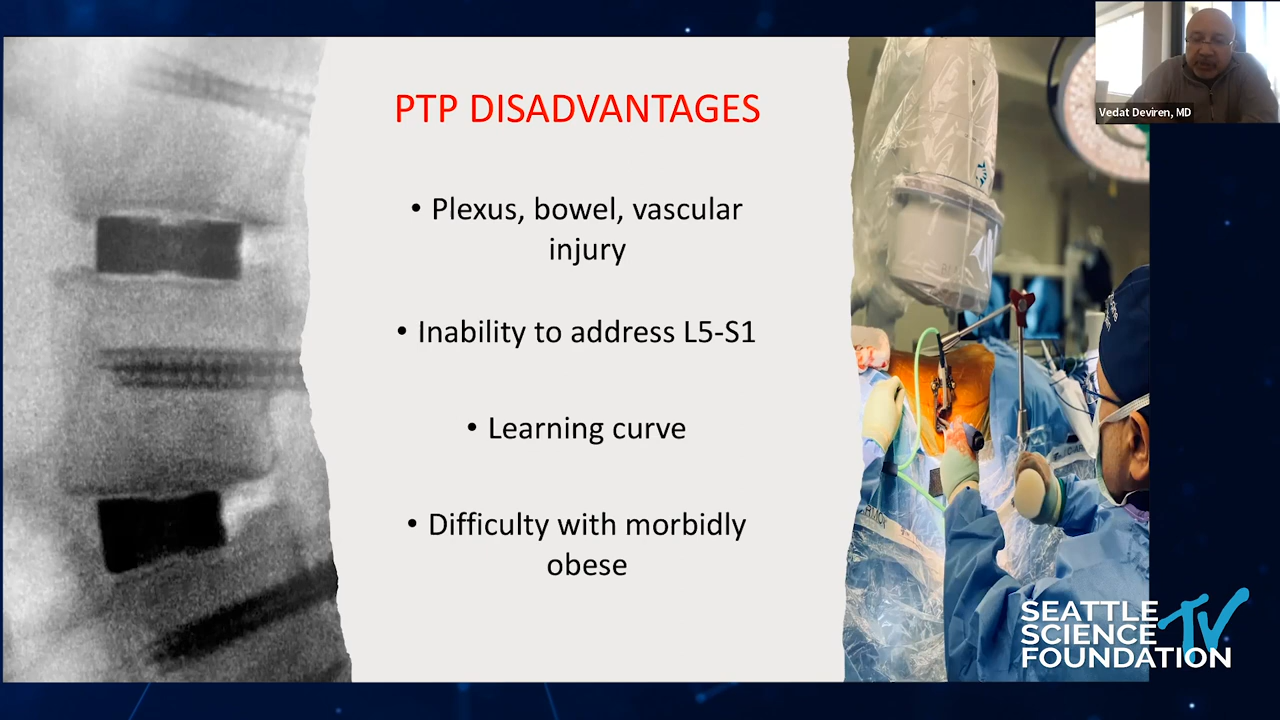 Vedat Deviren, MD
PTP DISADVANTAGES
• Plexus, bowel, vascular
injury
• Inability to address L5-S1
• Learning curve
• Difficulty with morbidly
obese
SEATTLE
SCIENCE TV
FOUNDATION